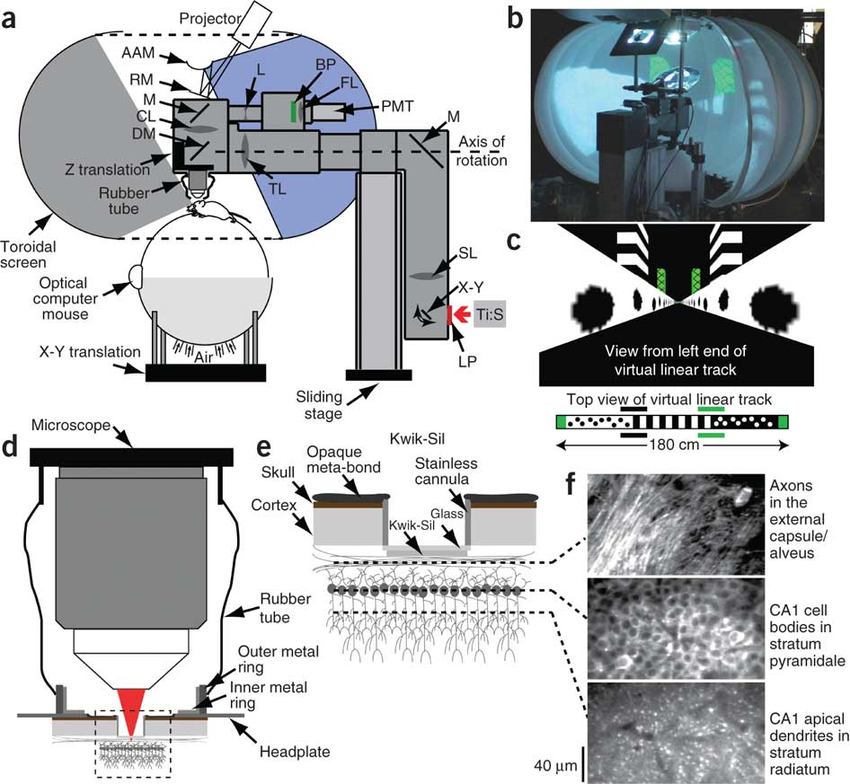 a
Projector
AAM
RM
M
CL
DM
L
BP
FL
PMT
M
Axis of
rotation
Z translation
Rubber
tube
TL
Toroidal
screen
Optical
computer
mouse
SL
X-Y
Ti:S
LP
X-Y translation
Air
Sliding
stage
b
c
View from left end of
virtual linear track
Top view of virtual linear track
180 cm
d
Microscope
Rubber
tube
Outer metal
ring
Inner metal
ring
Headplate
e
Opaque
meta-bond
Kwik-Sil
Stainless
cannula
Skull
Cortex
Glass
Kwik-Sil
f
Axons
in the
external
capsule/
alveus
CA1 cell
bodies in
stratum
pyramidale
CA1 apical
dendrites in
stratum
radiatum
40 μm